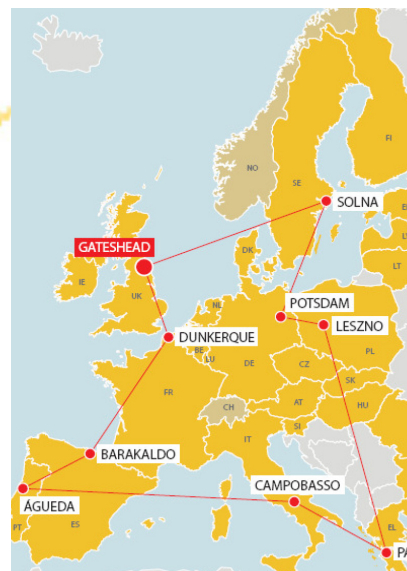 FI
NO
SE
SOLNA
GATESHEAD
DK
LT
IE
UK
NL
POTSDAM
LESZNO
DUNKERQUE
BE
LU
DE
PL
CZ
SK
FR
CH
AT
HU
SI
IT
BARAKALDO
CAMPOBASSO
ÁGUEDA
PT
ES
EL